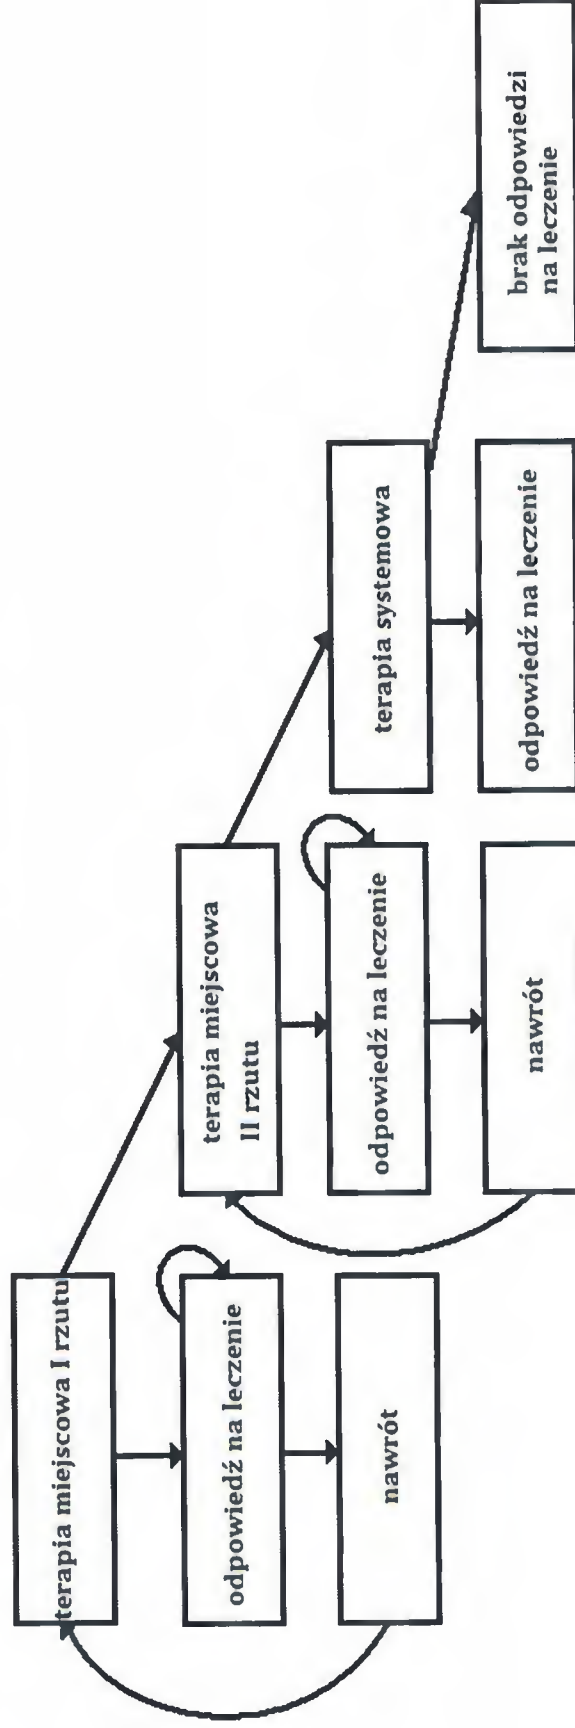 terapia miejscowa I rzutu
odpowiedź na leczenie
nawrót
terapia miejscowa
II rzutu
odpowiedź na leczenie
nawrót
terapia systemowa
odpowiedź na leczenie
brak odpowiedzi
na leczenie